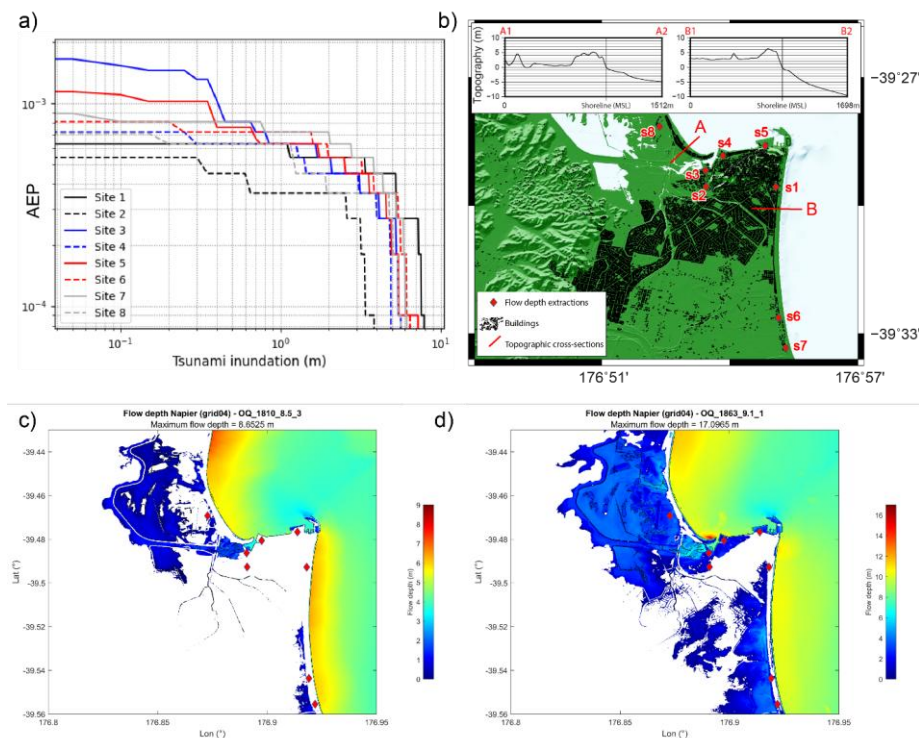 a)
AEP
10⁻³
10⁻⁴
Site 1
Site 2
Site 3
Site 4
Site 5
Site 6
Site 7
Site 8
10⁻¹ 10⁰ 10¹
Tsunami inundation (m)
b)
A1 A2 B1 B2
Topography (m)
10
5
0
−5
−10
10
5
0
−5
−10
0 Shoreline (MSL) 1512m
0 Shoreline (MSL) 1698m
−39°27'
s8 A s4 s5
s3
s2 s1
B
s6
s7
Flow depth extractions
Buildings
Topographic cross-sections
−39°33'
176°51' 176°57'
c)
Flow depth Napier (grid04) - OQ_1810_8.5_3
Maximum flow depth = 8.6525 m
Lat (°)
-39.44
-39.46
-39.48
-39.5
-39.52
-39.54
-39.56
176.8 176.85 176.9 176.95
Lon (°)
9
8
7
6
5
4
3
2
1
0
Flow depth (m)
d)
Flow depth Napier (grid04) - OQ_1863_9.1_1
Maximum flow depth = 17.0965 m
Lat (°)
-39.44
-39.46
-39.48
-39.5
-39.52
-39.54
-39.56
176.8 176.85 176.9 176.95
Lon (°)
16
14
12
10
8
6
4
2
0
Flow depth (m)